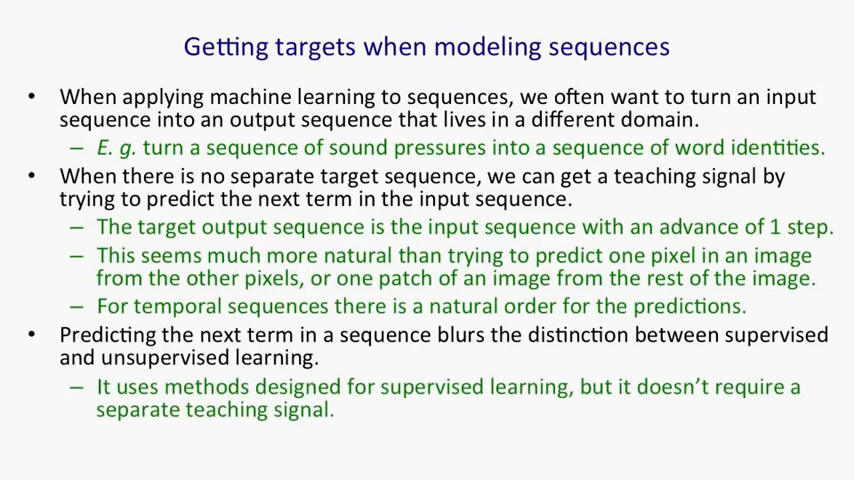 Getting targets when modeling sequences
• When applying machine learning to sequences, we often want to turn an input
sequence into an output sequence that lives in a different domain.
– E. g. turn a sequence of sound pressures into a sequence of word identities.
• When there is no separate target sequence, we can get a teaching signal by
trying to predict the next term in the input sequence.
– The target output sequence is the input sequence with an advance of 1 step.
– This seems much more natural than trying to predict one pixel in an image
from the other pixels, or one patch of an image from the rest of the image.
– For temporal sequences there is a natural order for the predictions.
• Predicting the next term in a sequence blurs the distinction between supervised
and unsupervised learning.
– It uses methods designed for supervised learning, but it doesn’t require a
separate teaching signal.